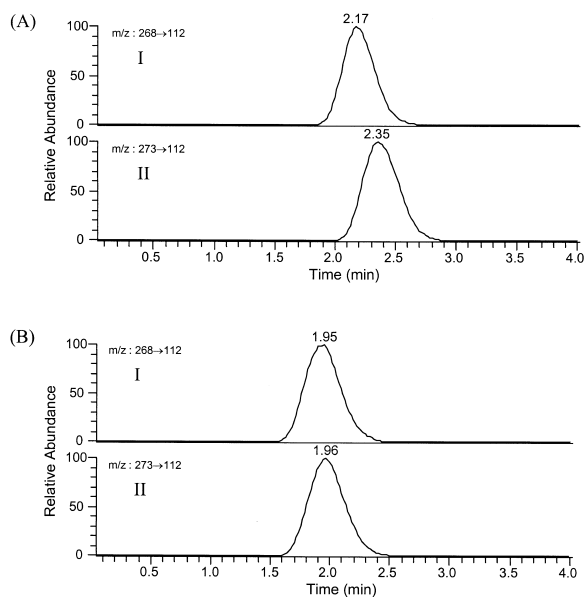 (A)
m/z : 268→112
I
2.17
100
50
0
m/z : 273→112
II
2.35
100
50
0
Relative Abundance
0.5 1.0 1.5 2.0 2.5 3.0 3.5 4.0
Time (min)
(B)
m/z : 268→112
I
1.95
100
50
0
m/z : 273→112
II
1.96
100
50
0
Relative Abundance
0.5 1.0 1.5 2.0 2.5 3.0 3.5 4.0
Time (min)